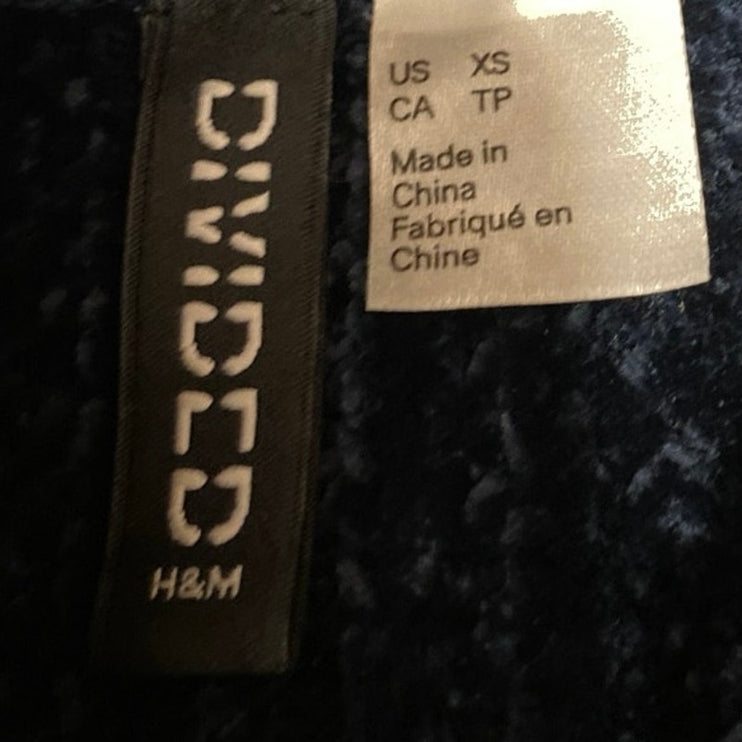 DIVIDED
H&M
US XS
CA TP
Made in
China
Fabriqué en
Chine